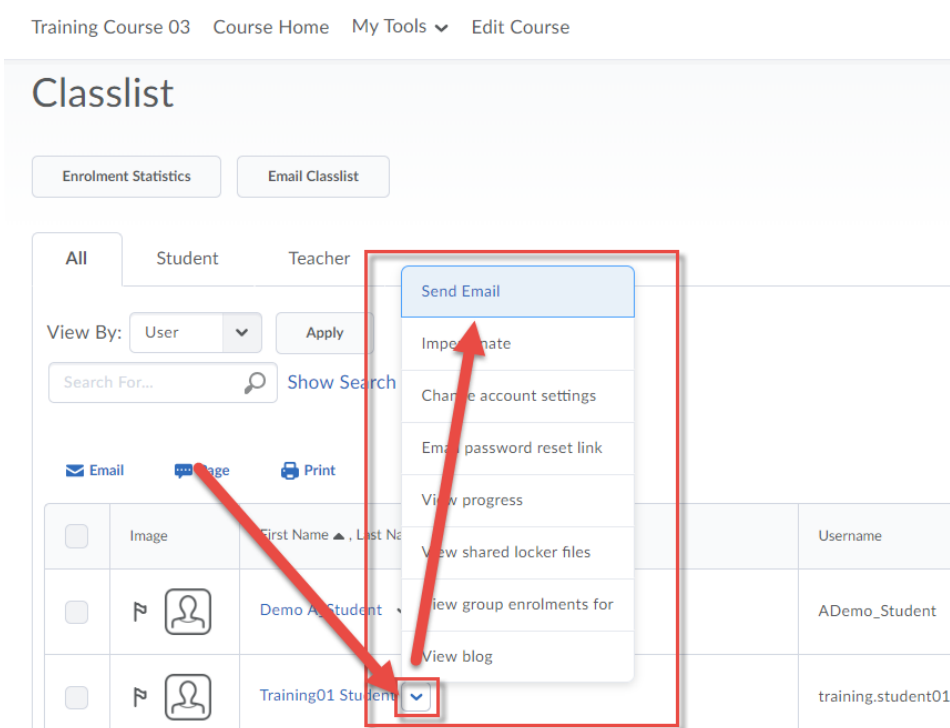 Training Course 03 Course Home My Tools Edit Course
Classlist
Enrolment Statistics Email Classlist
All Student Teacher
Send Email
View By: User Apply
Search For... Show Search
Change account settings
Email password reset link
Email Print
View progress
Image First Name , Last Username
View shared locker files
Demo A_Student ADemo_Student
View group enrolments for
View blog
Training01 Student training.student01